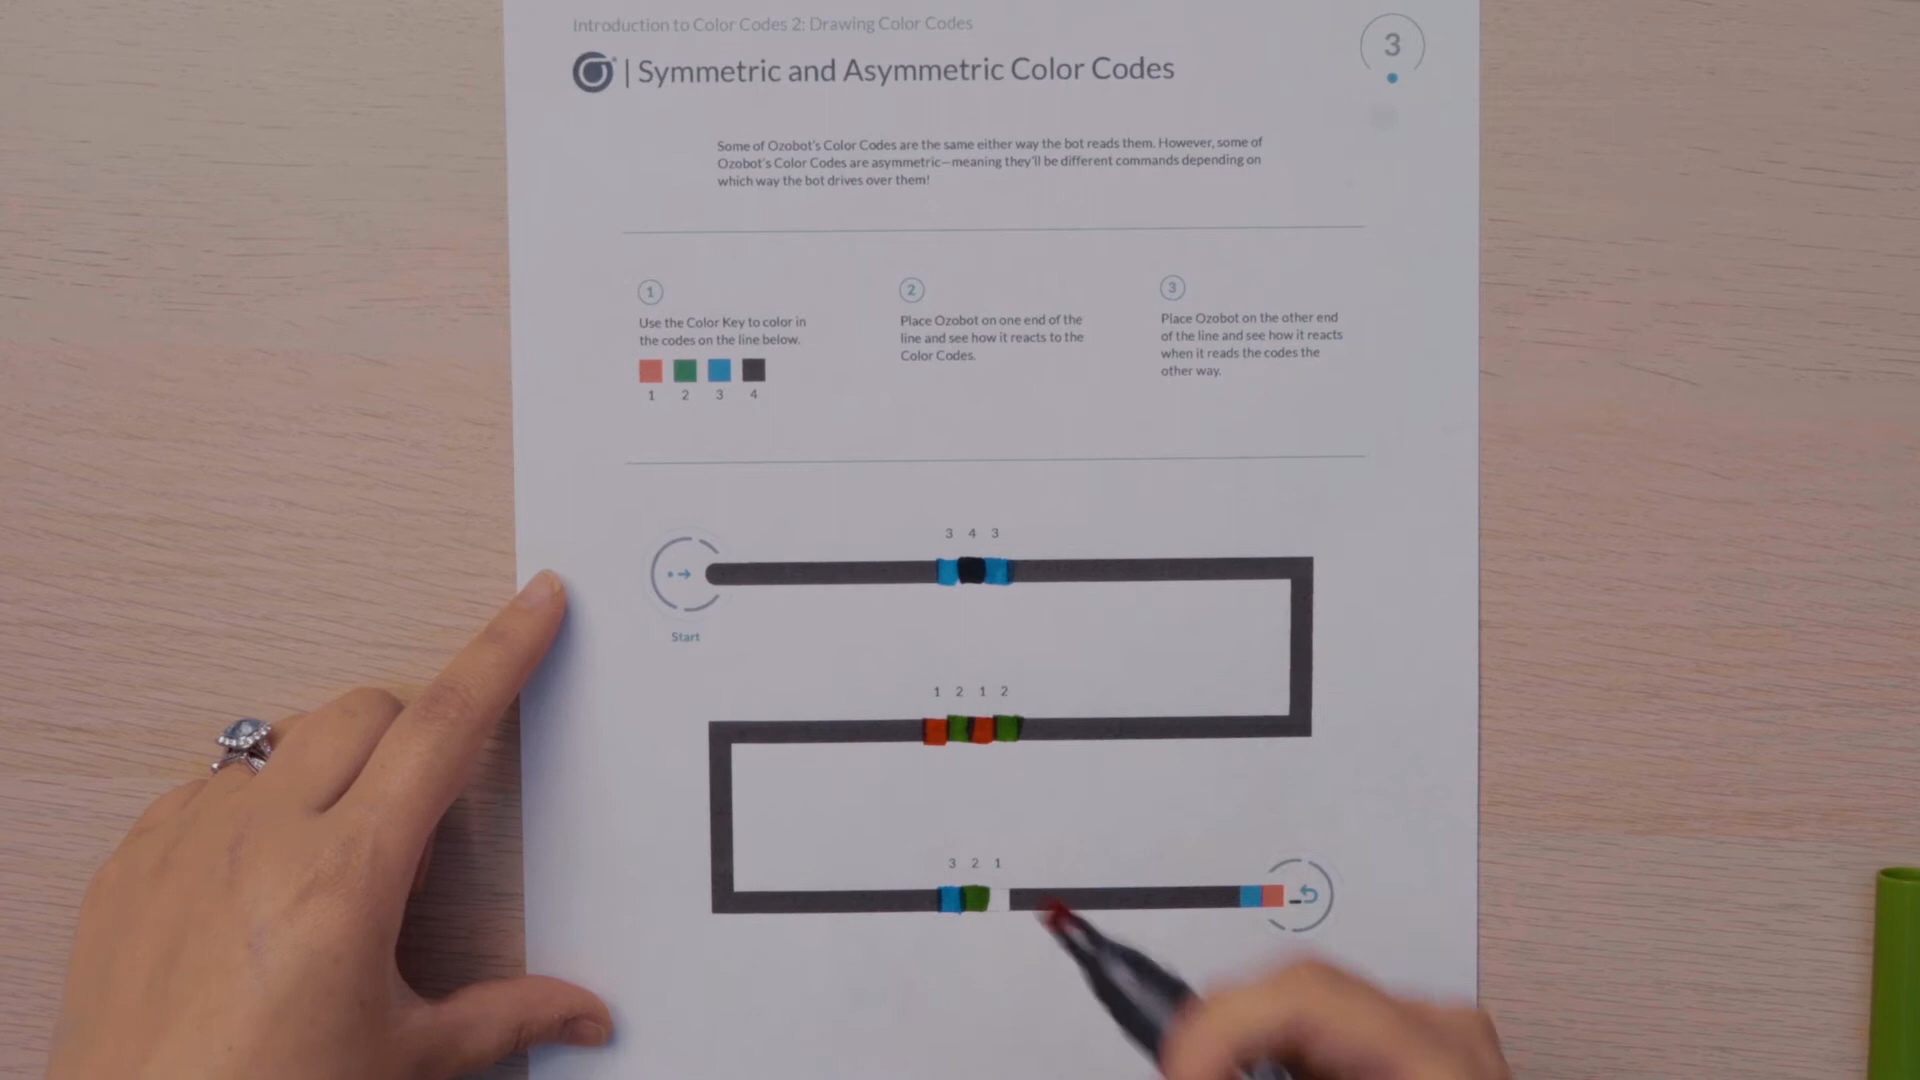 Introduction to Color Codes 2: Drawing Color Codes
3
| Symmetric and Asymmetric Color Codes
Some of Ozobot's Color Codes are the same either way the bot reads them. However, some of
Ozobot's Color Codes are asymmetric—meaning they'll be different commands depending on
which way the bot drives over them!
1
Use the Color Key to color in
the codes on the line below.
1 2 3 4
2
Place Ozobot on one end of the
line and see how it reacts to the
Color Codes.
3
Place Ozobot on the other end
of the line and see how it reacts
when it reads the codes the
other way.
3 4 3
Start
1 2 1 2
3 2 1